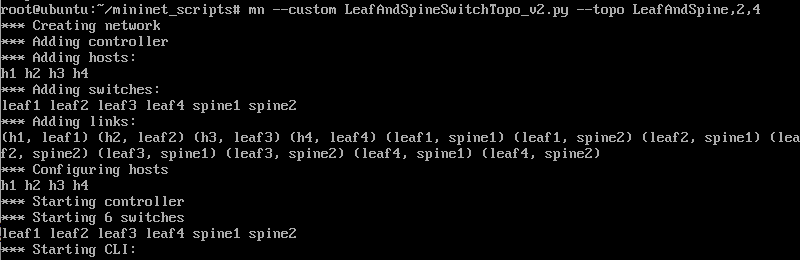 root@ubuntu:~/mininet_scripts# mn --custom LeafAndSpineSwitchTopo_v2.py --topo LeafAndSpine,2,4
*** Creating network
*** Adding controller
*** Adding hosts:
h1 h2 h3 h4
*** Adding switches:
leaf1 leaf2 leaf3 leaf4 spine1 spine2
*** Adding links:
(h1, leaf1) (h2, leaf2) (h3, leaf3) (h4, leaf4) (leaf1, spine1) (leaf1, spine2) (leaf2, spine1) (lea
f2, spine2) (leaf3, spine1) (leaf3, spine2) (leaf4, spine1) (leaf4, spine2)
*** Configuring hosts
h1 h2 h3 h4
*** Starting controller
*** Starting 6 switches
leaf1 leaf2 leaf3 leaf4 spine1 spine2
*** Starting CLI: